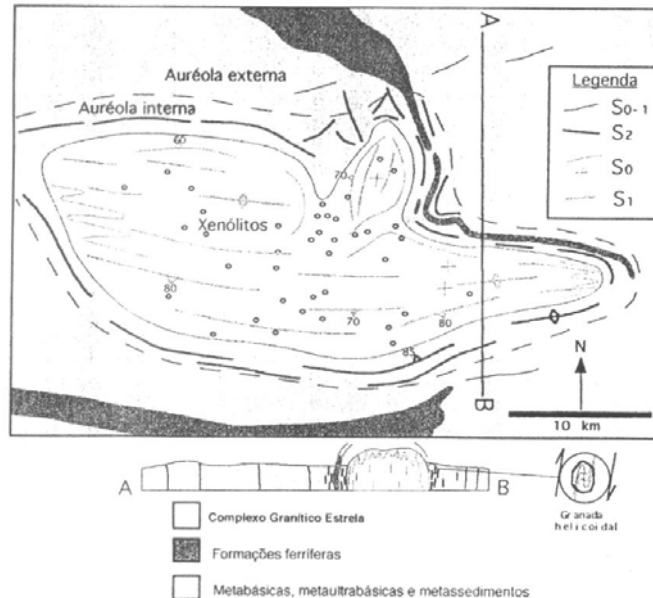 A
Auréola externa
Auréola interna
Legenda
S0-1
S2
S0
S1
65
70
Xenólitos
80
70
80
85
N
B
10 km
A
B
Granada
helicoidal
Complexo Granítico Estrela
Formações ferríferas
Metabásicas, metaultrabásicas e metassedimentos